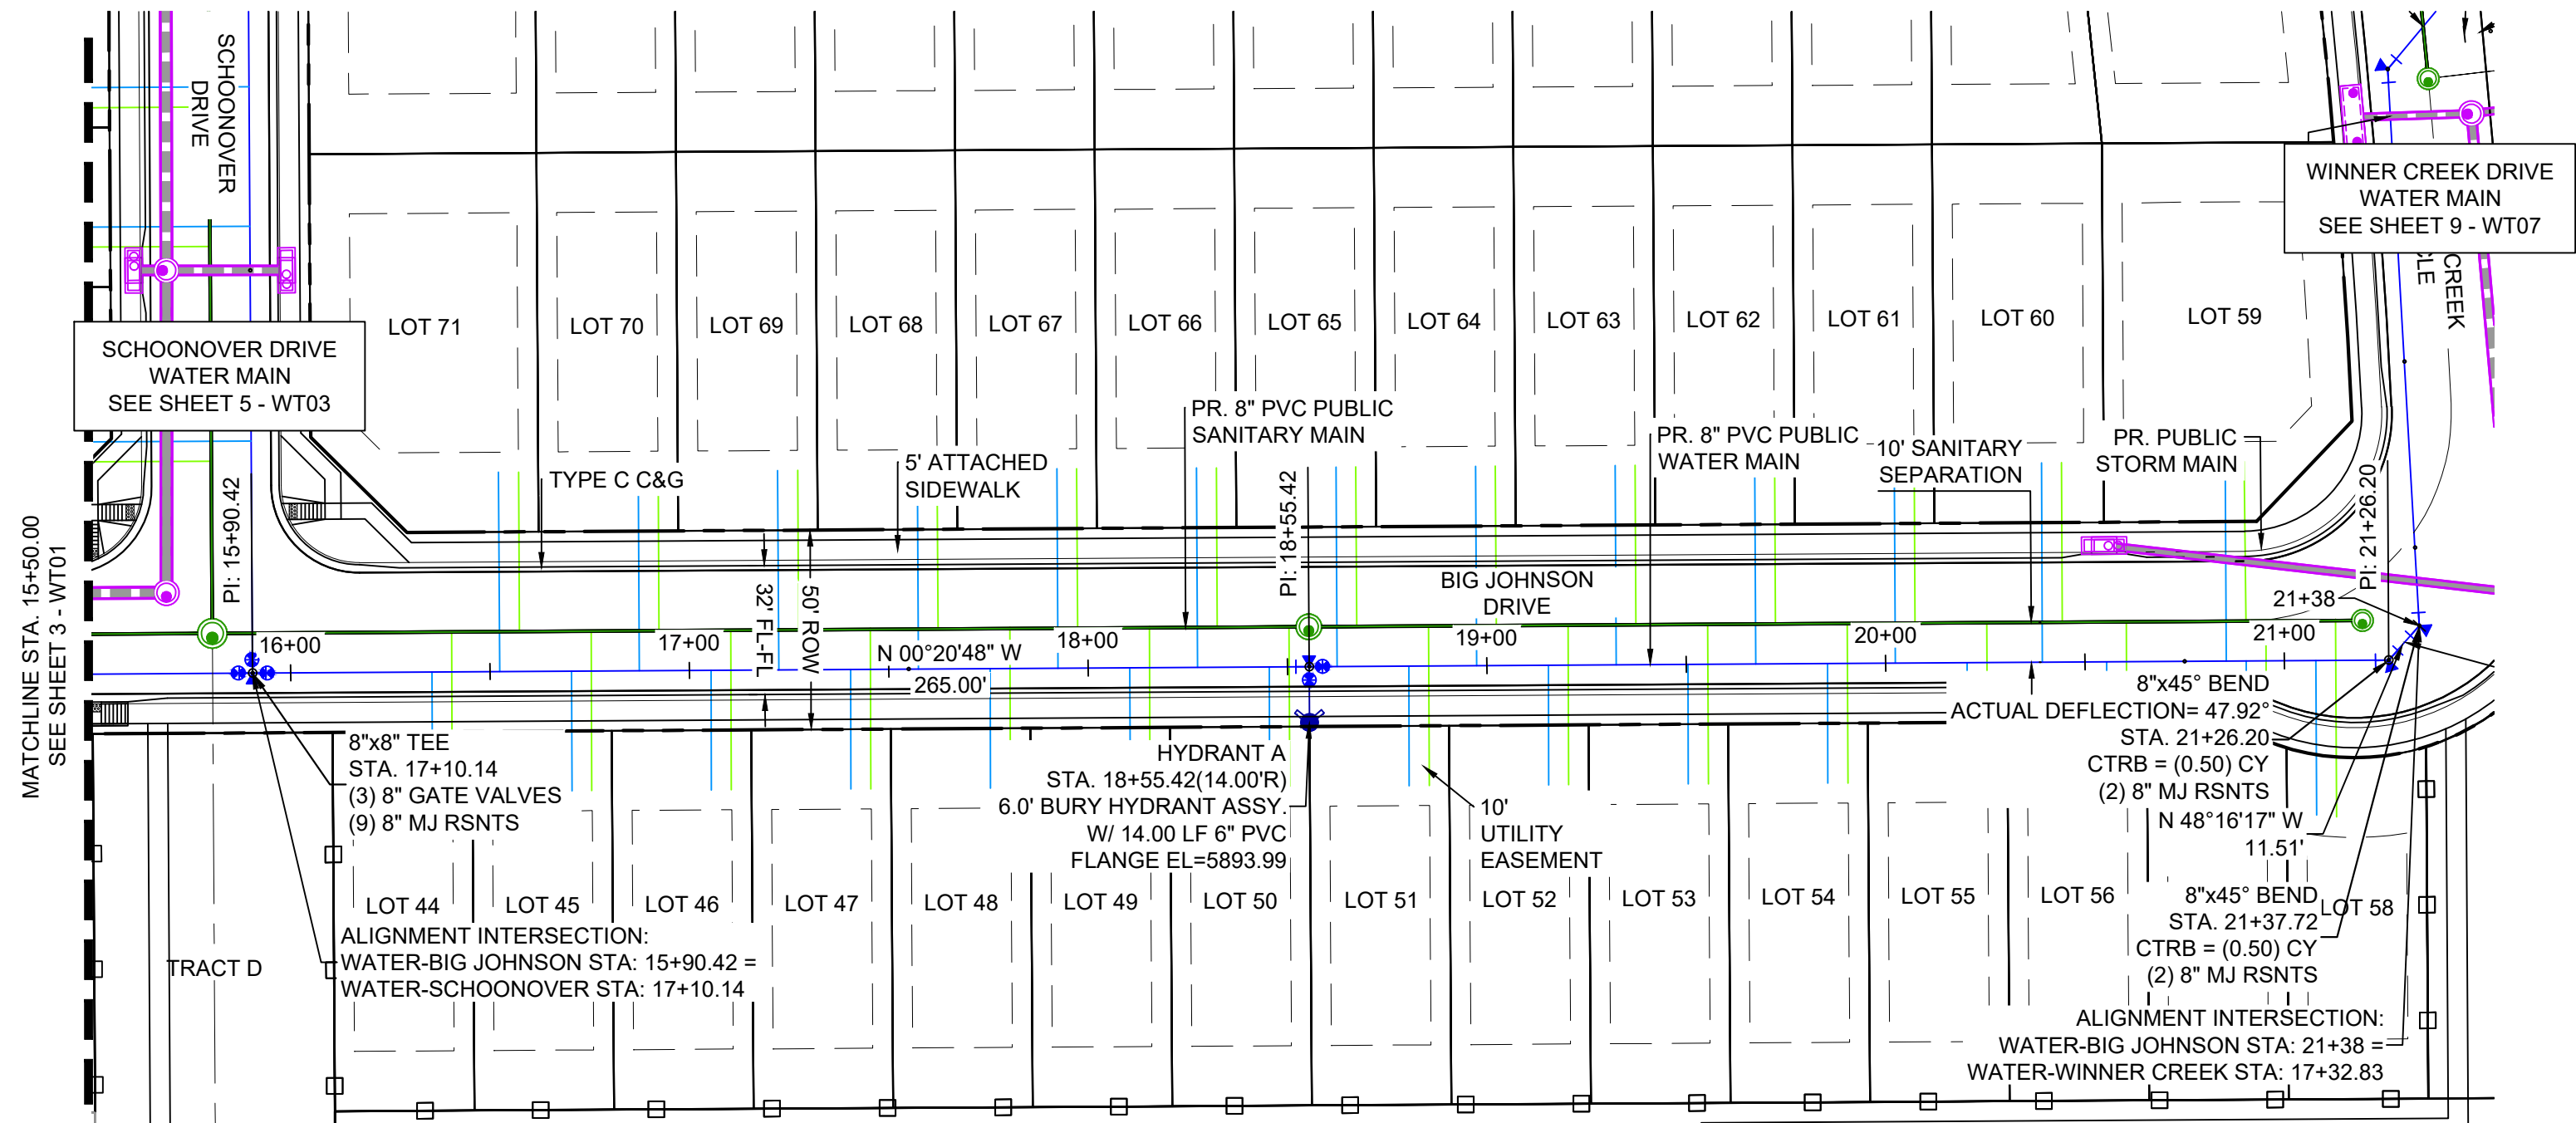 SCHOONOVER
DRIVE
WINNER CREEK DRIVE
WATER MAIN
SEE SHEET 9 - WT07
CREEK
CLE
LOT 71
LOT 70
LOT 69
LOT 68
LOT 67
LOT 66
LOT 65
LOT 64
LOT 63
LOT 62
LOT 61
LOT 60
LOT 59
SCHOONOVER DRIVE
WATER MAIN
SEE SHEET 5 - WT03
PR. 8" PVC PUBLIC
SANITARY MAIN
PR. 8" PVC PUBLIC
WATER MAIN
10' SANITARY
SEPARATION
PR. PUBLIC
STORM MAIN
TYPE C C&G
5' ATTACHED
SIDEWALK
PI: 15+90.42
PI: 18+55.42
PI: 21+26.20
MATCHLINE STA. 15+50.00
SEE SHEET 3 - WT01
32' FL-FL
50' ROW
BIG JOHNSON
DRIVE
21+38
16+00
17+00
18+00
19+00
20+00
21+00
N 00°20'48" W
265.00'
8"x8" TEE
STA. 17+10.14
(3) 8" GATE VALVES
(9) 8" MJ RSNTS
HYDRANT A
STA. 18+55.42(14.00'R)
6.0' BURY HYDRANT ASSY.
W/ 14.00 LF 6" PVC
FLANGE EL=5893.99
10'
UTILITY
EASEMENT
8"x45° BEND
ACTUAL DEFLECTION= 47.92°
STA. 21+26.20
CTRB = (0.50) CY
(2) 8" MJ RSNTS
N 48°16'17" W
11.51'
LOT 44
LOT 45
LOT 46
LOT 47
LOT 48
LOT 49
LOT 50
LOT 51
LOT 52
LOT 53
LOT 54
LOT 55
LOT 56
LOT 58
8"x45° BEND
STA. 21+37.72
CTRB = (0.50) CY
(2) 8" MJ RSNTS
TRACT D
ALIGNMENT INTERSECTION:
WATER-BIG JOHNSON STA: 15+90.42 =
WATER-SCHOONOVER STA: 17+10.14
ALIGNMENT INTERSECTION:
WATER-BIG JOHNSON STA: 21+38 =
WATER-WINNER CREEK STA: 17+32.83